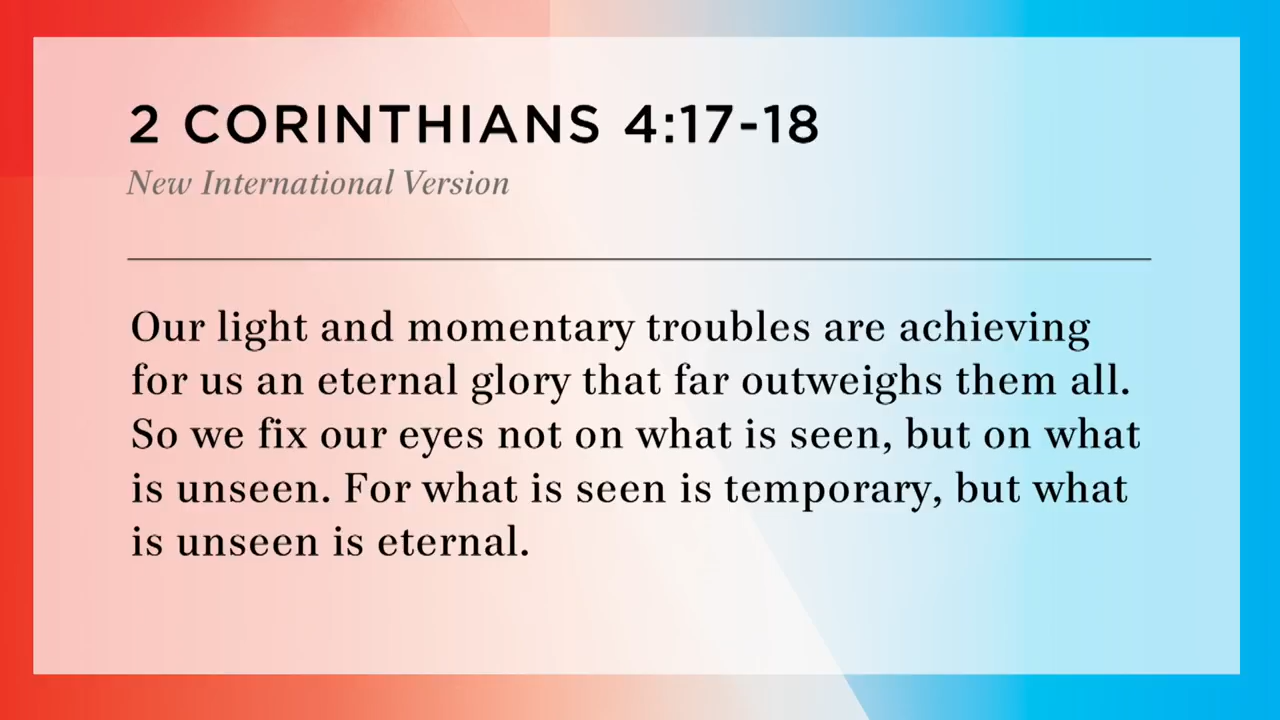 2 CORINTHIANS 4:17-18
New International Version
Our light and momentary troubles are achieving
for us an eternal glory that far outweighs them all.
So we fix our eyes not on what is seen, but on what
is unseen. For what is seen is temporary, but what
is unseen is eternal.